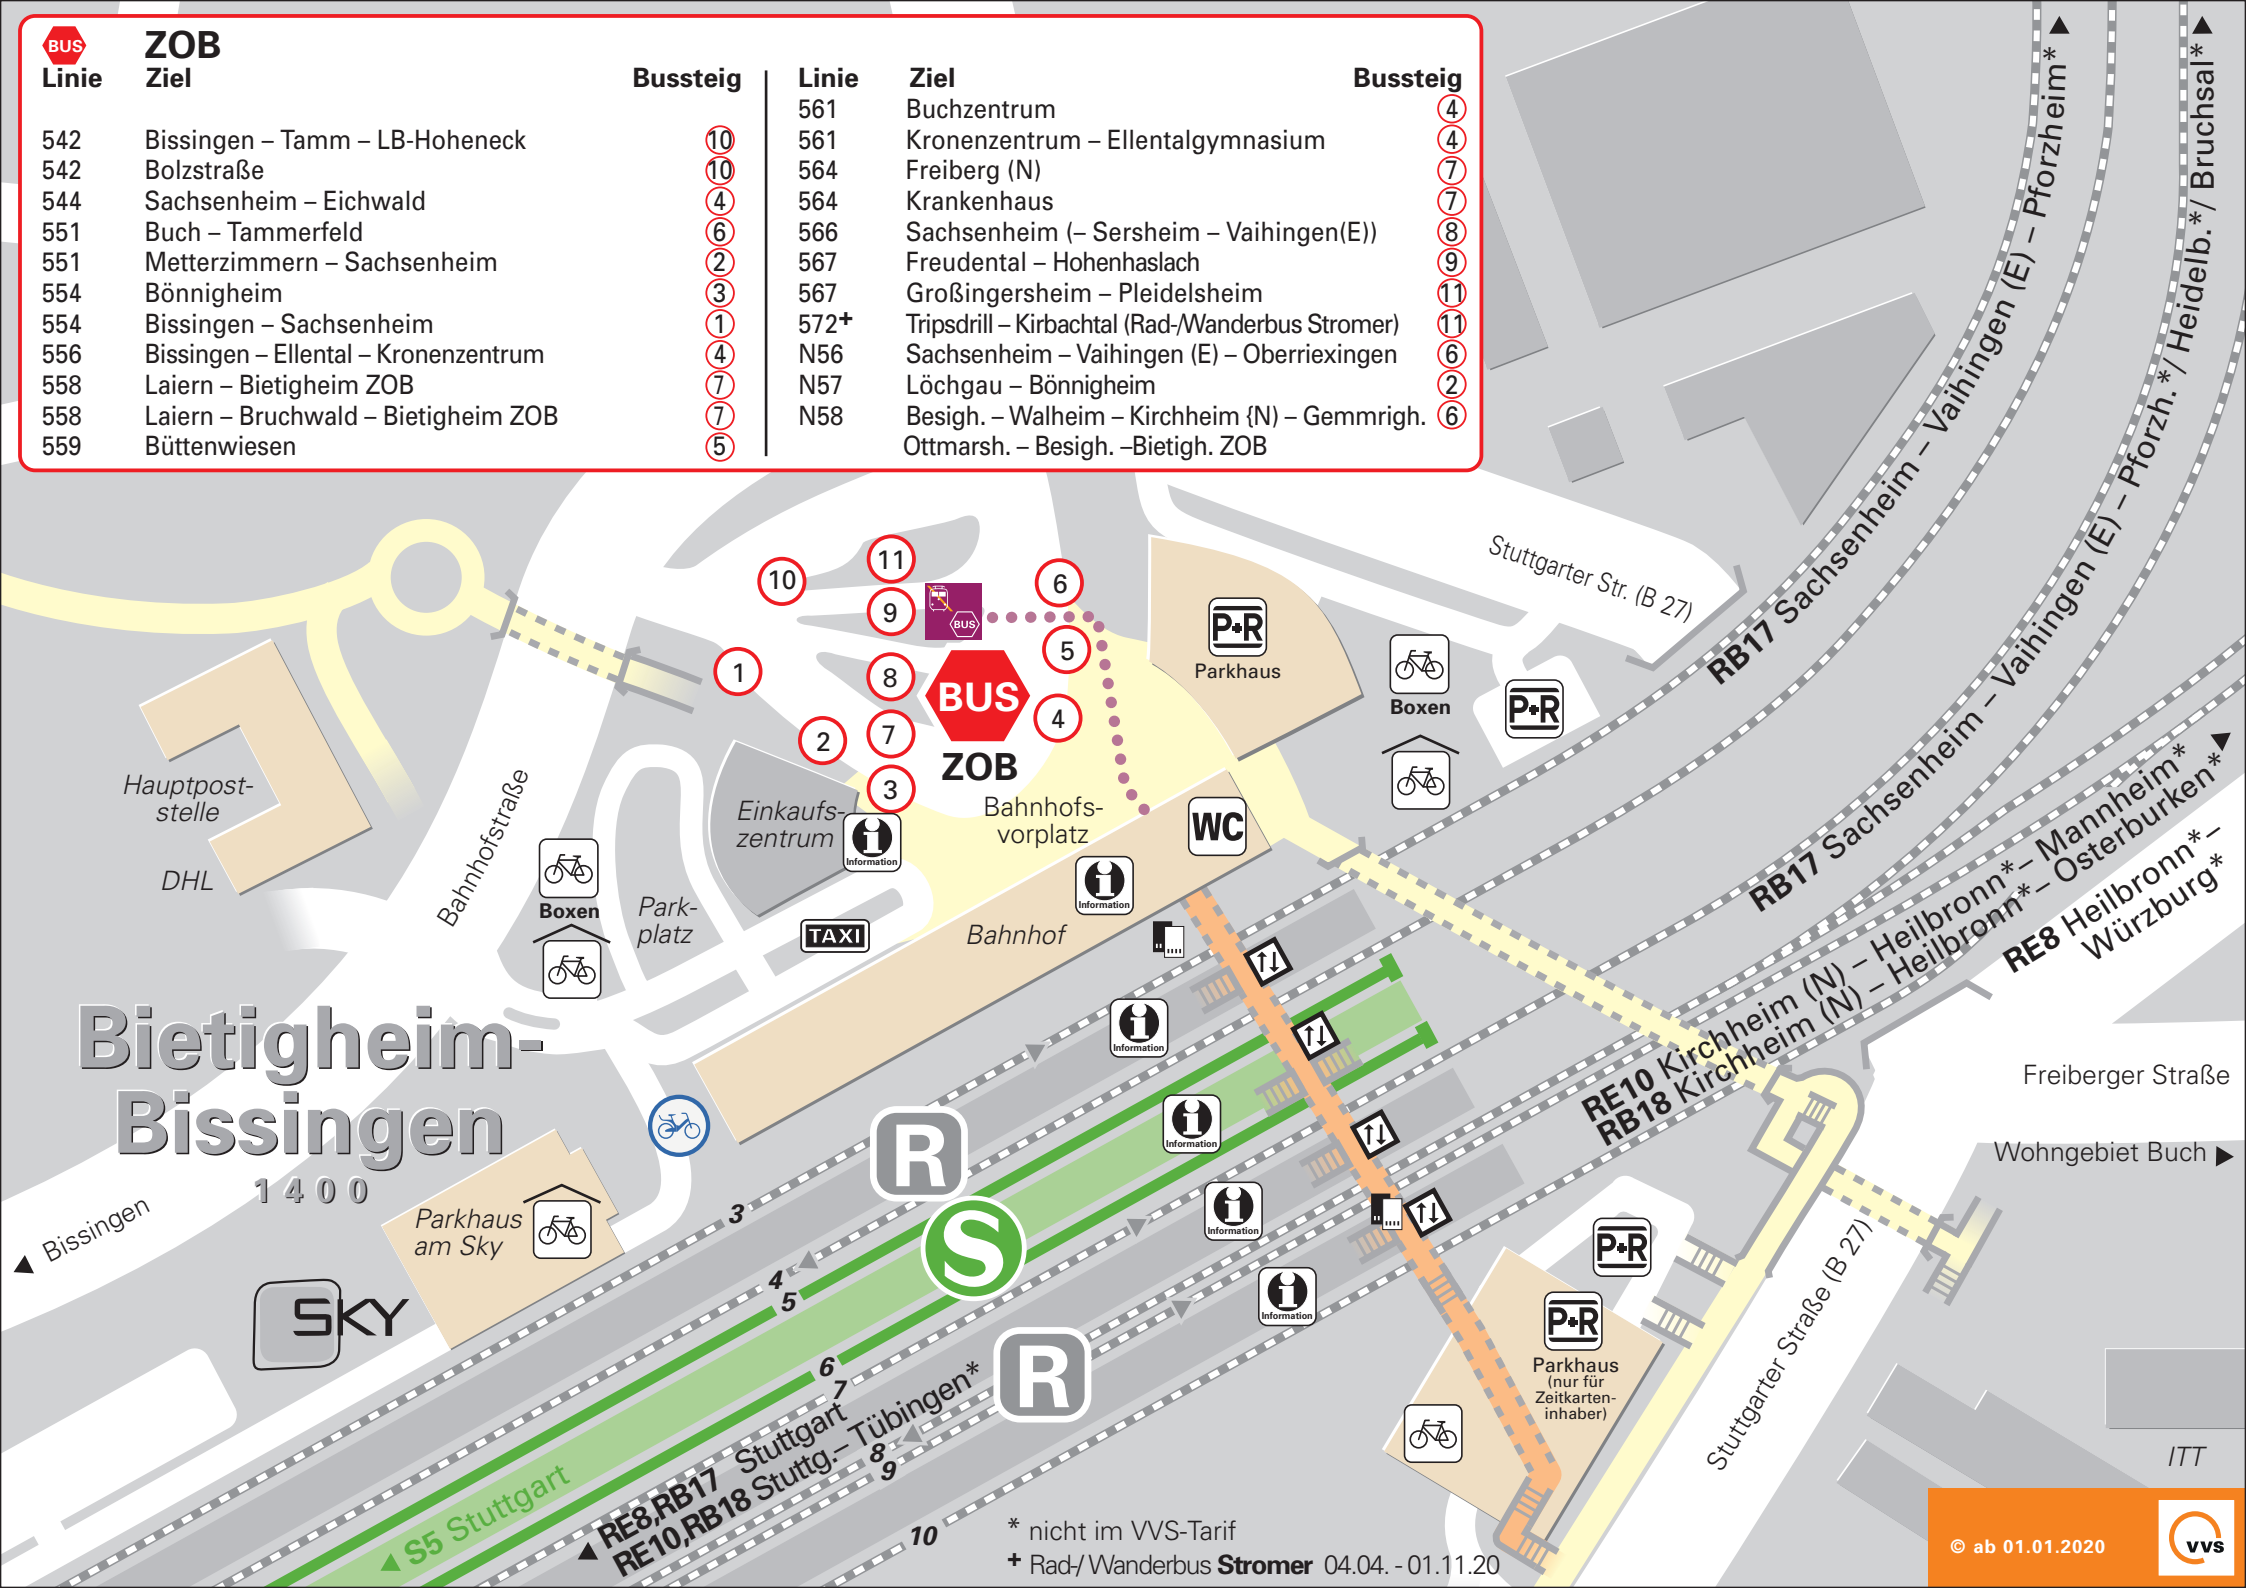 BUS ZOB
Linie Ziel Bussteig
542 Bissingen – Tamm – LB-Hoheneck 10
542 Bolzstraße 10
544 Sachsenheim – Eichwald 4
551 Buch – Tammerfeld 6
551 Metterzimmern – Sachsenheim 2
554 Bönnigheim 3
554 Bissingen – Sachsenheim 1
556 Bissingen – Ellental – Kronenzentrum 4
558 Laiern – Bietigheim ZOB 7
558 Laiern – Bruchwald – Bietigheim ZOB 7
559 Büttenwiesen 5
Linie Ziel Bussteig
561 Buchzentrum 4
561 Kronenzentrum – Ellentalgymnasium 4
564 Freiberg (N) 7
564 Krankenhaus 7
566 Sachsenheim (– Sersheim – Vaihingen(E)) 8
567 Freudental – Hohenhaslach 9
567 Großingersheim – Pleidelsheim 11
572+ Tripsdrill – Kirbachtal (Rad-/Wanderbus Stromer) 11
N56 Sachsenheim – Vaihingen (E) – Oberriexingen 6
N57 Löchgau – Bönnigheim 2
N58 Besigh. – Walheim – Kirchheim {N) – Gemmrigh. 6
Ottmarsh. – Besigh. –Bietigh. ZOB
RB17 Sachsenheim – Vaihingen (E) – Pforzheim*
RB17 Sachsenheim – Vaihingen (E) – Pforzh.*/ Heidelb.*/ Bruchsal*
Stuttgarter Str. (B 27)
11
10
6
9
BUS
5
1
8
BUS
4
2
7
ZOB
3
P+R
Parkhaus
Boxen
P+R
Hauptpost-
stelle
DHL
Bahnhofstraße
Einkaufs-
zentrum
Information
Bahnhofs-
vorplatz
WC
Information
Boxen
Park-
platz
TAXI
Bahnhof
RE10 Kirchheim (N) – Heilbronn*– Mannheim*
RB18 Kirchheim (N) – Heilbronn*– Osterburken*
RE8 Heilbronn*–
Würzburg*
Bietigheim-
Bissingen
1400
Information
Information
Information
Information
Freiberger Straße
Wohngebiet Buch
Bissingen
Parkhaus
am Sky
SKY
R
S
R
3
4
5
6
7
8
9
10
S5 Stuttgart
RE8,RB17 Stuttgart
RE10,RB18 Stuttg.– Tübingen*
P+R
P+R
Parkhaus
(nur für
Zeitkarten-
inhaber)
Stuttgarter Straße (B 27)
ITT
* nicht im VVS-Tarif
+ Rad-/ Wanderbus Stromer 04.04. - 01.11.20
© ab 01.01.2020
vvs